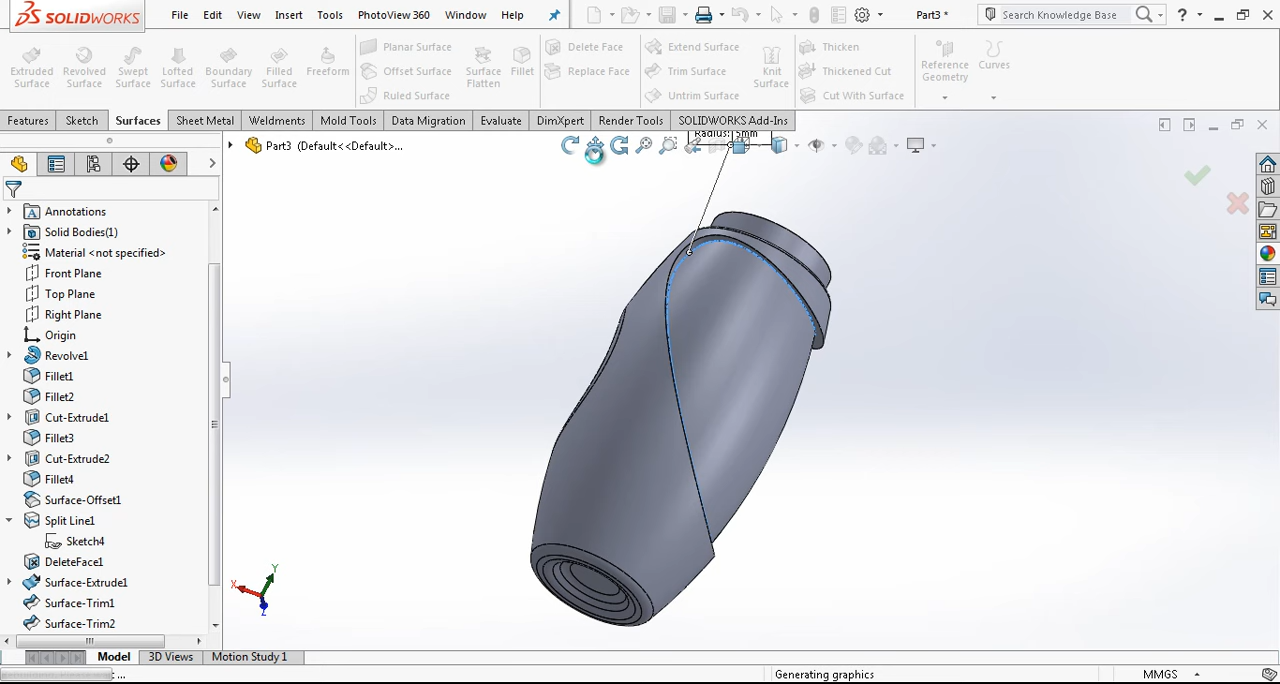 SOLIDWORKS File Edit View Insert Tools PhotoView 360 Window Help Part3 * Search Knowledge Base ?
Extruded Surface
Revolved Surface
Swept Surface
Lofted Surface
Boundary Surface
Filled Surface
Freeform
Planar Surface
Offset Surface
Ruled Surface
Surface Flatten
Fillet
Delete Face
Replace Face
Extend Surface
Trim Surface
Untrim Surface
Knit Surface
Thicken
Thickened Cut
Cut With Surface
Reference Geometry
Curves
Features Sketch Surfaces Sheet Metal Weldments Mold Tools Data Migration Evaluate DimXpert Render Tools SOLIDWORKS Add-Ins
Radius: 5mm
Part3 (Default<<Default>...
Annotations
Solid Bodies(1)
Material <not specified>
Front Plane
Top Plane
Right Plane
Origin
Revolve1
Fillet1
Fillet2
Cut-Extrude1
Fillet3
Cut-Extrude2
Fillet4
Surface-Offset1
Split Line1
Sketch4
DeleteFace1
Surface-Extrude1
Surface-Trim1
Surface-Trim2
Y
X
Z
Model 3D Views Motion Study 1
: ... Generating graphics MMGS